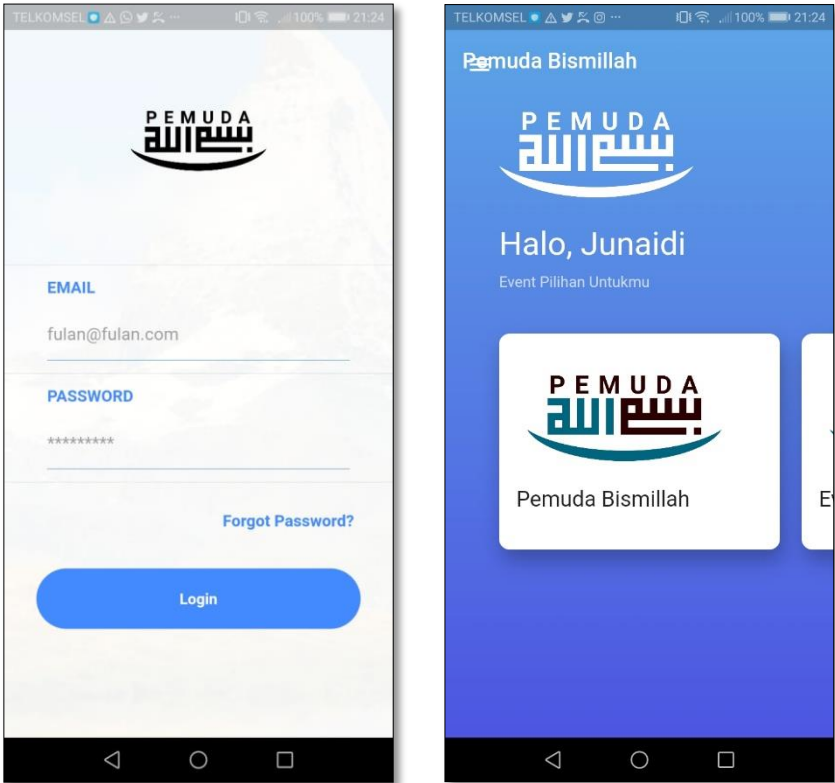 TELKOMSEL ... 100% 21:24
PEMUDA
بسم الله
EMAIL
fulan@fulan.com
PASSWORD
*********
Forgot Password?
Login
TELKOMSEL ... 100% 21:24
Pemuda Bismillah
PEMUDA
بسم الله
Halo, Junaidi
Event Pilihan Untukmu
PEMUDA
بسم الله
Pemuda Bismillah